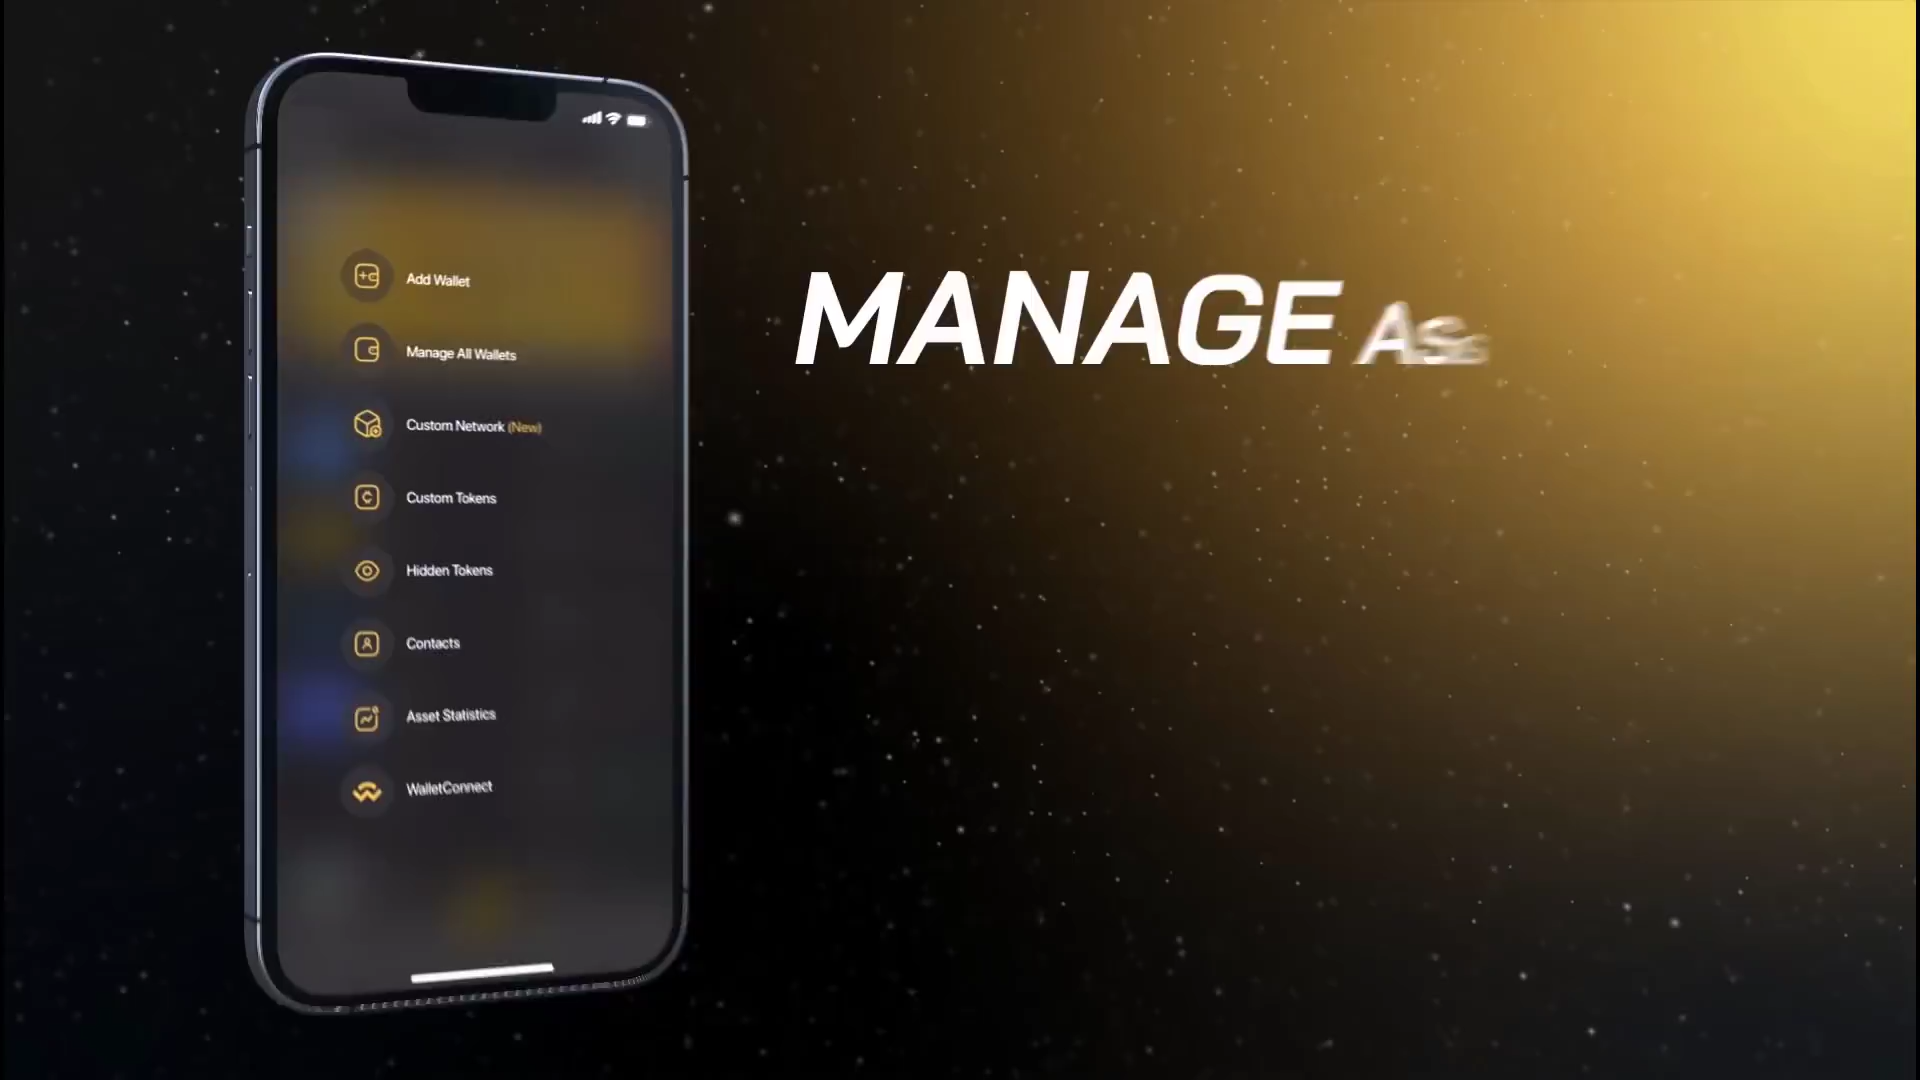 MANAGE
Add Wallet
Manage All Wallets
Custom Network (New)
Custom Tokens
Hidden Tokens
Contacts
Asset Statistics
WalletConnect